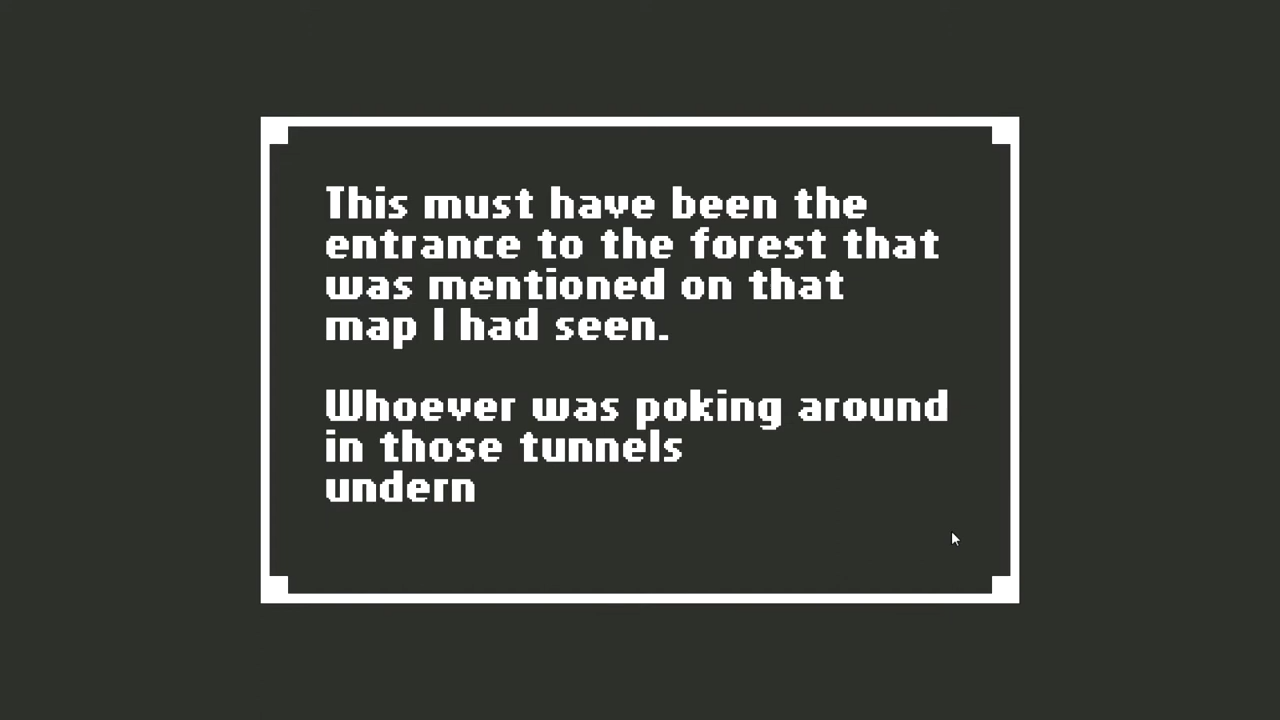 This must have been the
entrance to the forest that
was mentioned on that
map I had seen.
Whoever was poking around
in those tunnels
undern